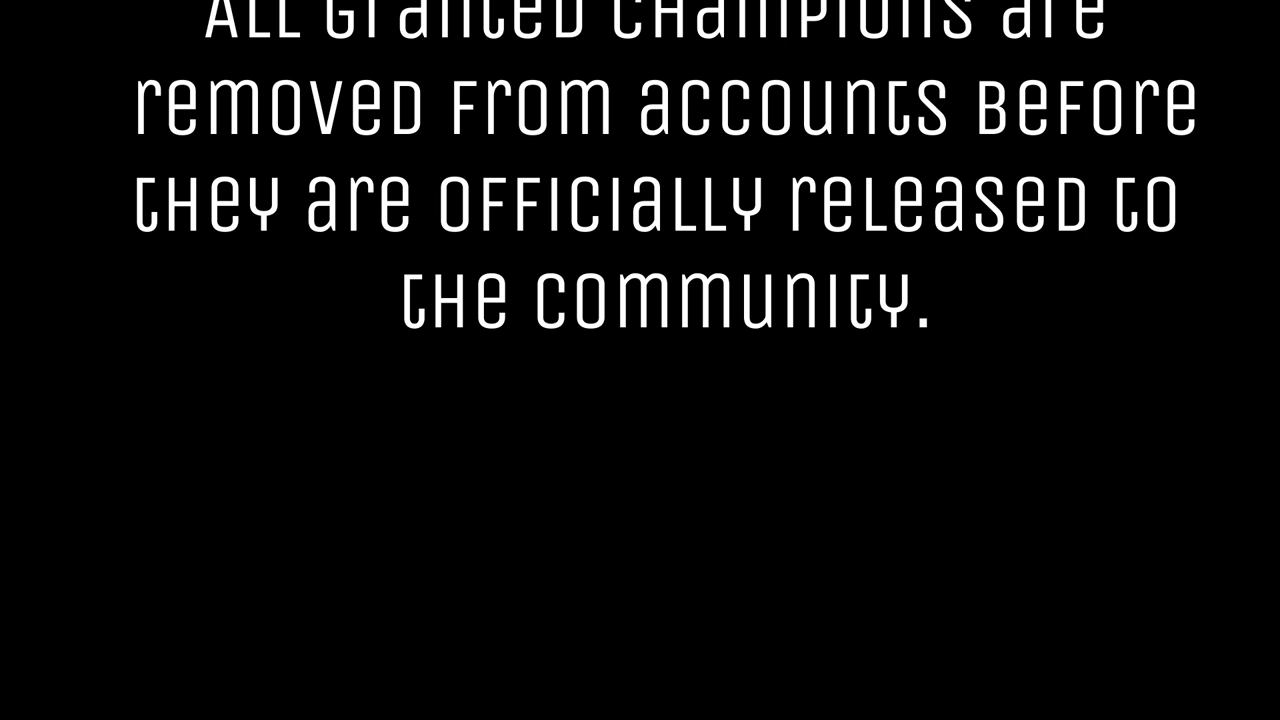 All granted champions are
removed from accounts before
they are officially released to
the community.